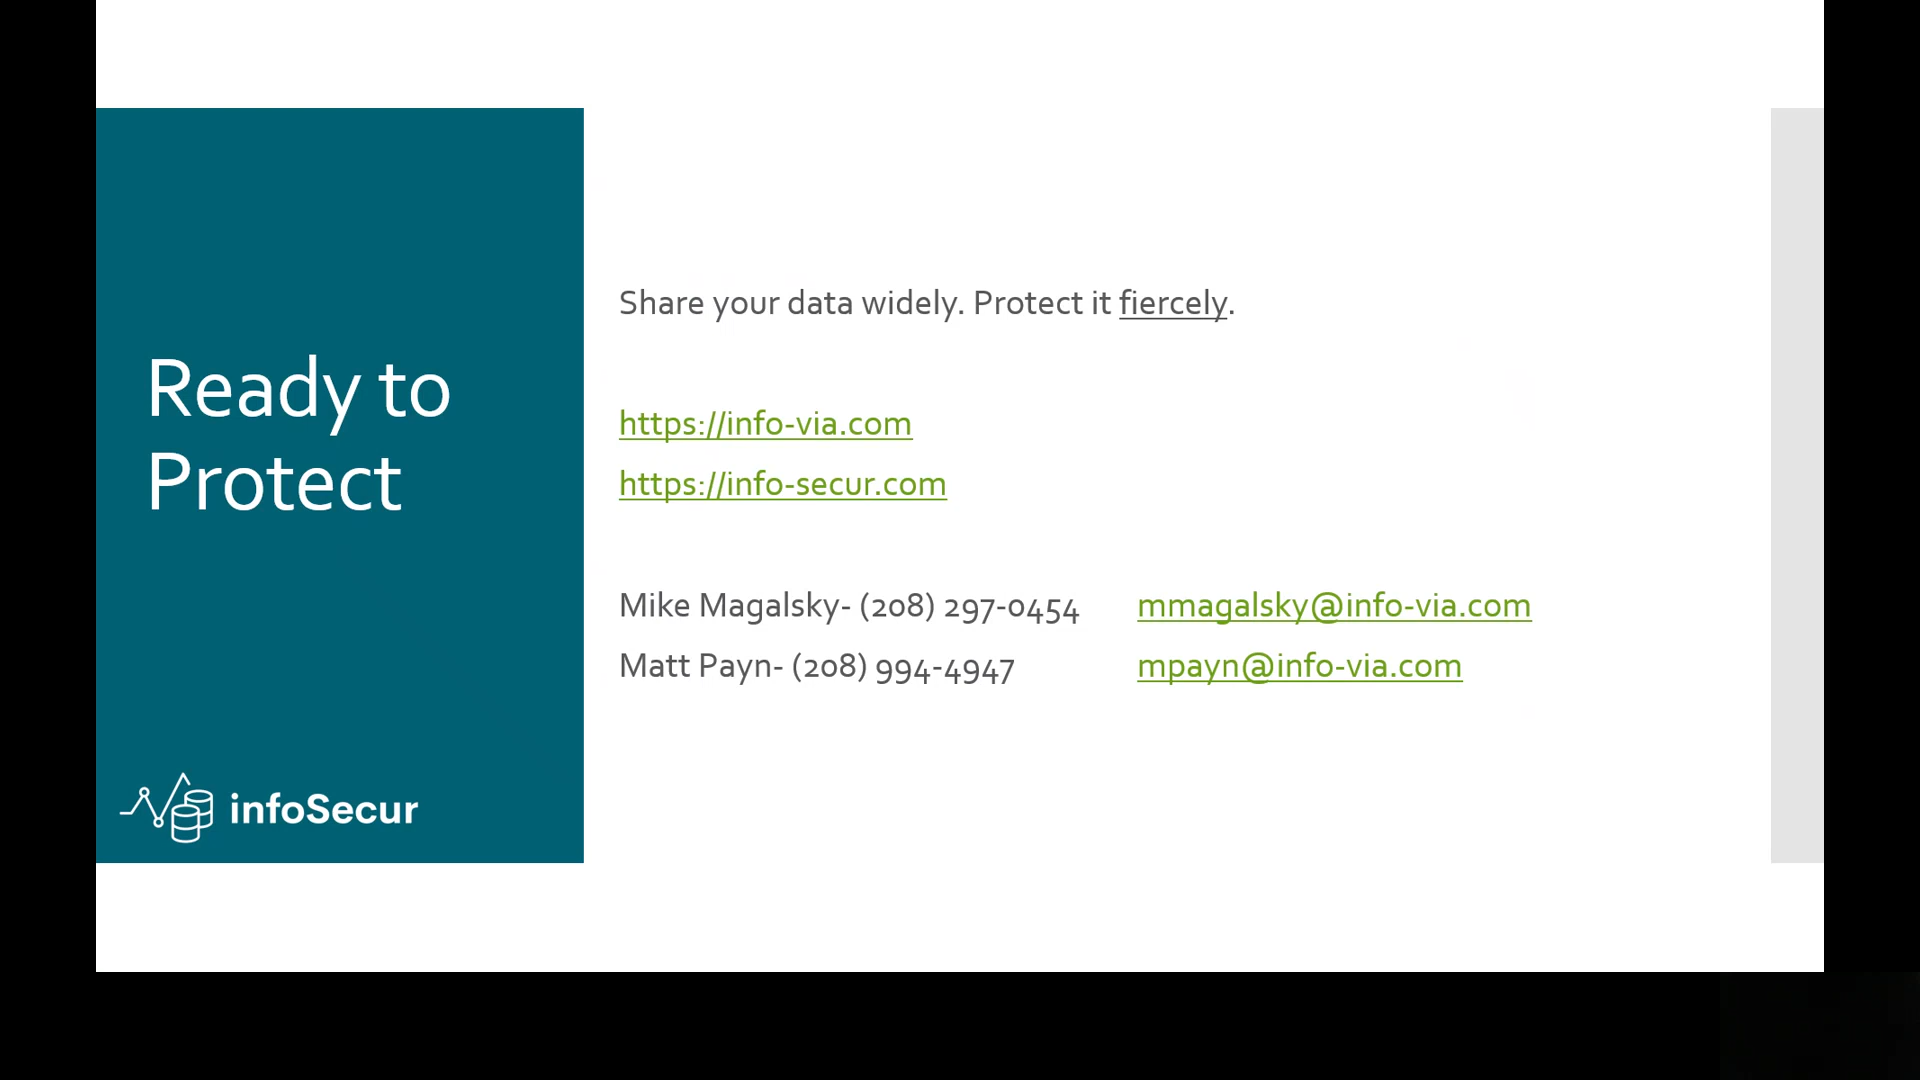 Ready to
Protect
Share your data widely. Protect it fiercely.
https://info-via.com
https://info-secur.com
Mike Magalsky- (208) 297-0454 mmagalsky@info-via.com
Matt Payn- (208) 994-4947 mpayn@info-via.com
infoSecur